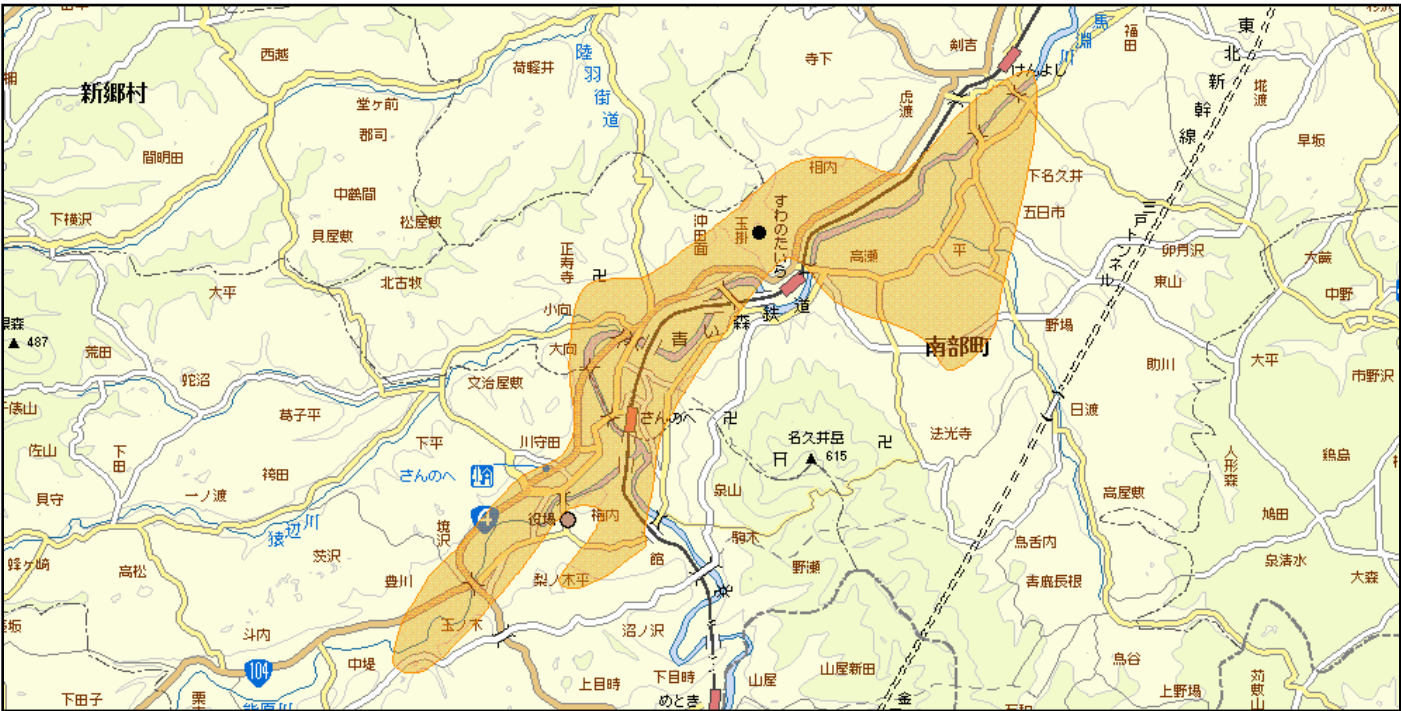 西越
荷軽井
陸羽街道
寺下
剣吉
馬淵川
福田
東北新幹線
新郷村
堂ヶ前
郡司
けんよし
虎渡
埖渡
早坂
間明田
中鶴間
相内
下名久井
下横沢
貝屋敷
松屋敷
沖田面
玉掛
すわのたいら
五日市
三戸トンネル
正寿寺
高瀬
平
卯月沢
大蕨
大平
北古牧
東山
中野
小向
青い森鉄道
487
荒田
大向
南部町
野場
助川
大平
蛇沼
文治屋敷
市野沢
葛子平
さんのへ
日渡
佐山
下田
下平
川守田
名久井岳
615
法光寺
人形森
鵭島
袴田
さんのへ
貝守
一ノ渡
泉山
高屋敷
猿辺川
境沢
4
役場
梅内
鳩田
蜂ヶ崎
茨沢
駒木
鳥舌内
泉清水
高松
豊川
梨ノ木平
館
野瀬
青鹿長根
大森
斗内
玉ノ木
沼ノ沢
104
中堤
上目時
下目時
山屋
山屋新田
鳥谷
上野場
下田子
めとき